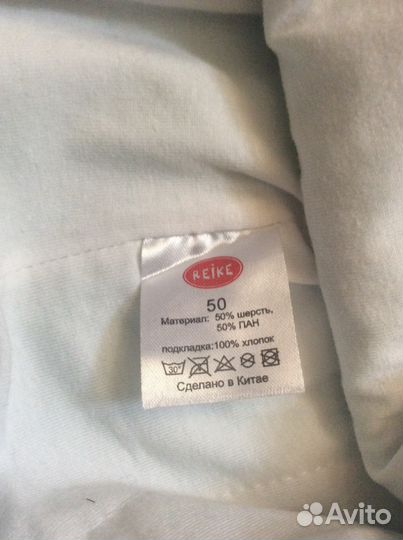 REIKE
50
Материал: 50% шерсть,
50% ПАН
подкладка:100% хлопок
30°
Сделано в Китае
Avito